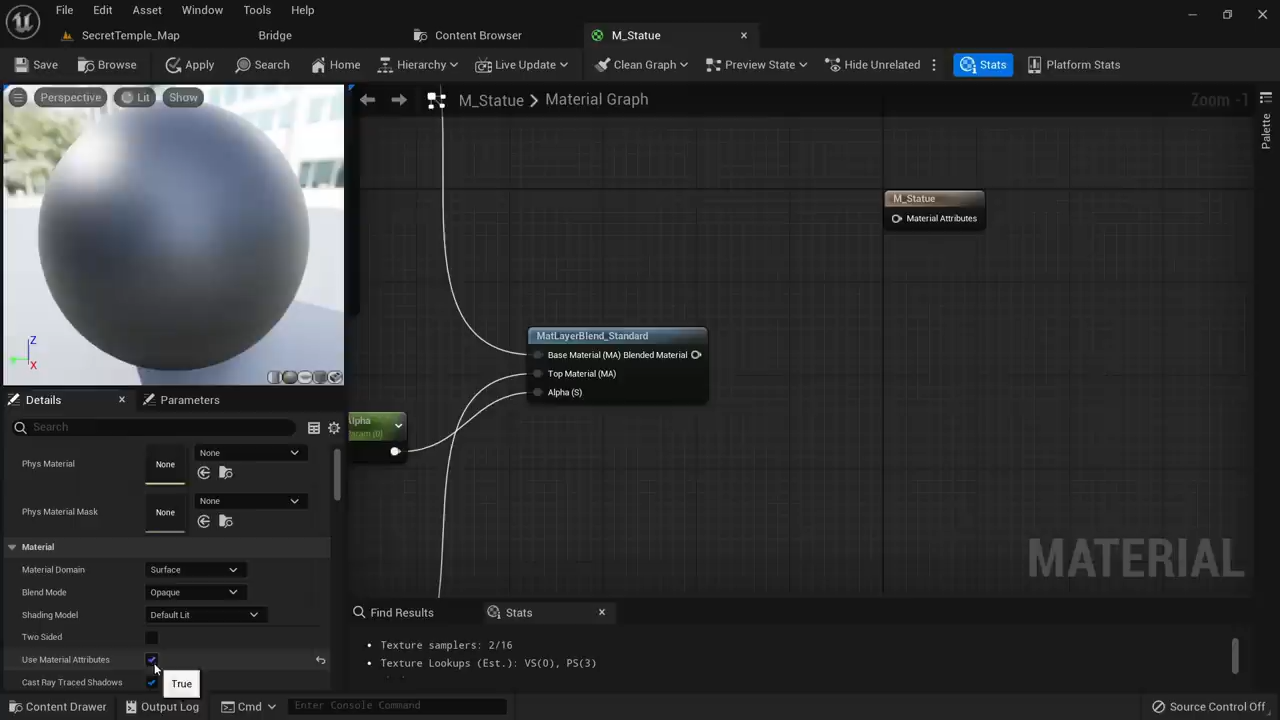 File Edit Asset Window Tools Help
SecretTemple_Map Bridge Content Browser M_Statue
Save Browse Apply Search Home Hierarchy Live Update Clean Graph Preview State Hide Unrelated Stats Platform Stats
Perspective Lit Show
M_Statue > Material Graph
Zoom -1
Palette
M_Statue
Material Attributes
MatLayerBlend_Standard
Base Material (MA) Blended Material
Top Material (MA)
Alpha (S)
Alpha
Param (0)
MATERIAL
Z
X
Details Parameters
Search
Phys Material None None
Phys Material Mask None None
Material
Material Domain Surface
Blend Mode Opaque
Shading Model Default Lit
Two Sided
Use Material Attributes
Cast Ray Traced Shadows
True
Find Results Stats
• Texture samplers: 2/16
• Texture Lookups (Est.): VS(0), PS(3)
Content Drawer Output Log Cmd Enter Console Command Source Control Off